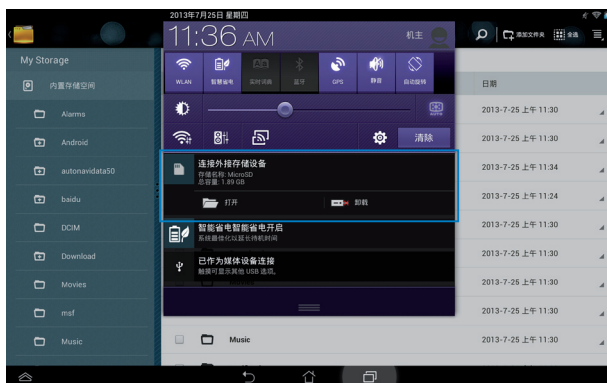 2013年7月25日 星期四
11:36 AM
机主
添加文件夹
全选
My Storage
内置存储空间
Alarms
Android
autonavidata50
baidu
DCIM
Download
Movies
msf
Music
WLAN
智慧省电
实时词典
蓝牙
GPS
静音
自动旋转
AUTO
清除
连接外接存储设备
存储名称: MicroSD
总容量: 1.89 GB
打开
卸载
智能省电智能省电开启
系统最佳化以延长待机时间
已作为媒体设备连接
触摸可显示其他 USB 选项。
Music
日期
2013-7-25 上午 11:30
2013-7-25 上午 11:30
2013-7-25 上午 11:34
2013-7-25 上午 11:24
2013-7-25 上午 11:30
2013-7-25 上午 11:30
2013-7-25 上午 11:30
2013-7-25 上午 11:30
2013-7-25 上午 11:30